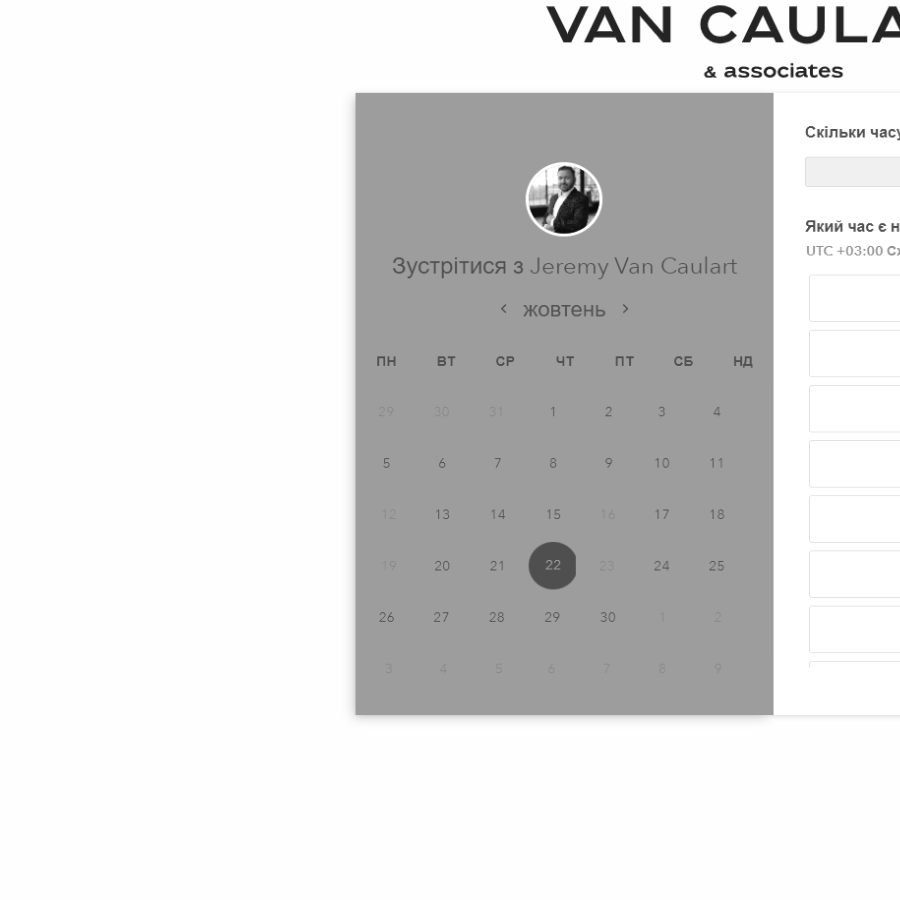 VAN CAULA
& associates
Зустрітися з Jeremy Van Caulart
жовтень
ПН ВТ СР ЧТ ПТ СБ НД
29 30 31 1 2 3 4
5 6 7 8 9 10 11
12 13 14 15 16 17 18
19 20 21 22 23 24 25
26 27 28 29 30 1 2
3 4 5 6 7 8 9
Скільки часу
Який час є н
UTC +03:00 Сх